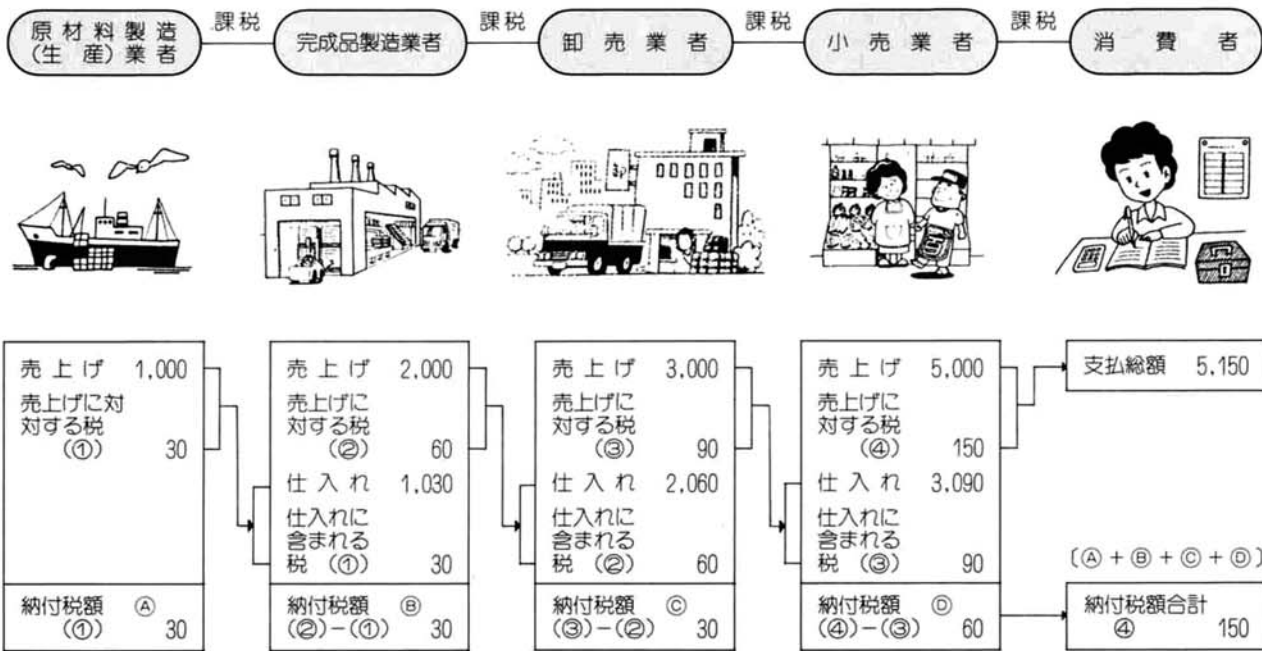 原材料製造
(生産)業者
課税
完成品製造業者
課税
卸売業者
課税
小売業者
課税
消費者
売上げ 1,000
売上げに対
対する税
(①) 30
納付税額 Ⓐ
(①) 30
売上げ 2,000
売上げに
対する税
(②) 60
仕入れ 1,030
仕入れに
含まれる
税 (①) 30
納付税額 Ⓑ
(②)−(①) 30
売上げ 3,000
売上げに
対する税
(③) 90
仕入れ 2,060
仕入れに
含まれる
税 (②) 60
納付税額 Ⓒ
(③)−(②) 30
売上げ 5,000
売上げに
対する税
(④) 150
仕入れ 3,090
仕入れに
含まれる
税 (③) 90
納付税額 Ⓓ
(④)−(③) 60
支払総額 5,150
〔Ⓐ+Ⓑ+Ⓒ+Ⓓ〕
納付税額合計
④ 150